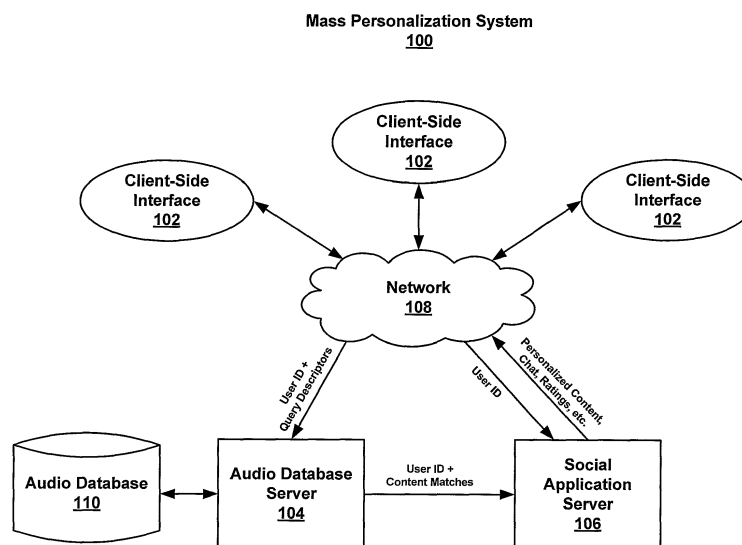 Mass Personalization System
100
Client-Side
Interface
102
Client-Side
Interface
102
Client-Side
Interface
102
Network
108
User ID +
Query Descriptors
User ID
Personalized Content,
Chat, Ratings, etc.
Audio Database
110
Audio Database
Server
104
User ID +
Content Matches
Social
Application
Server
106